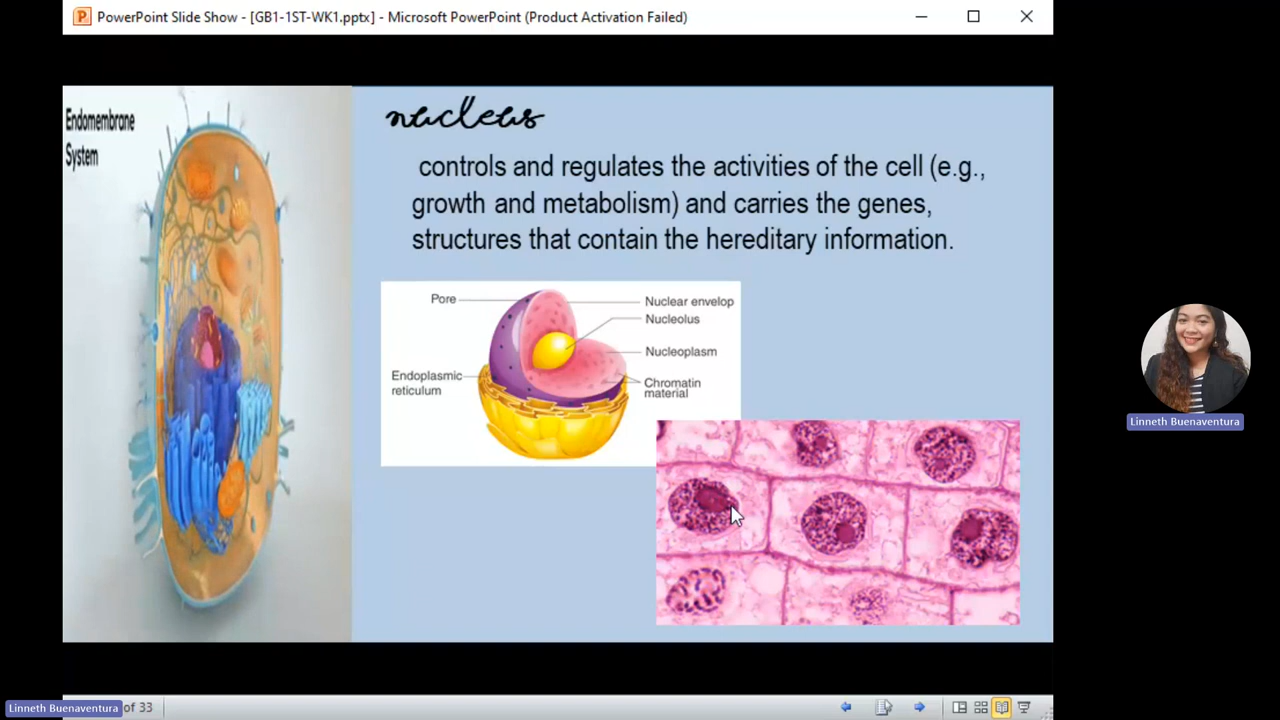 PowerPoint Slide Show - [GB1-1ST-WK1.pptx] - Microsoft PowerPoint (Product Activation Failed)
Endomembrane
System
nucleus
controls and regulates the activities of the cell (e.g.,
growth and metabolism) and carries the genes,
structures that contain the hereditary information.
Pore
Nuclear envelop
Nucleolus
Nucleoplasm
Endoplasmic
reticulum
Chromatin
material
Linneth Buenaventura
Linneth Buenaventura
of 33